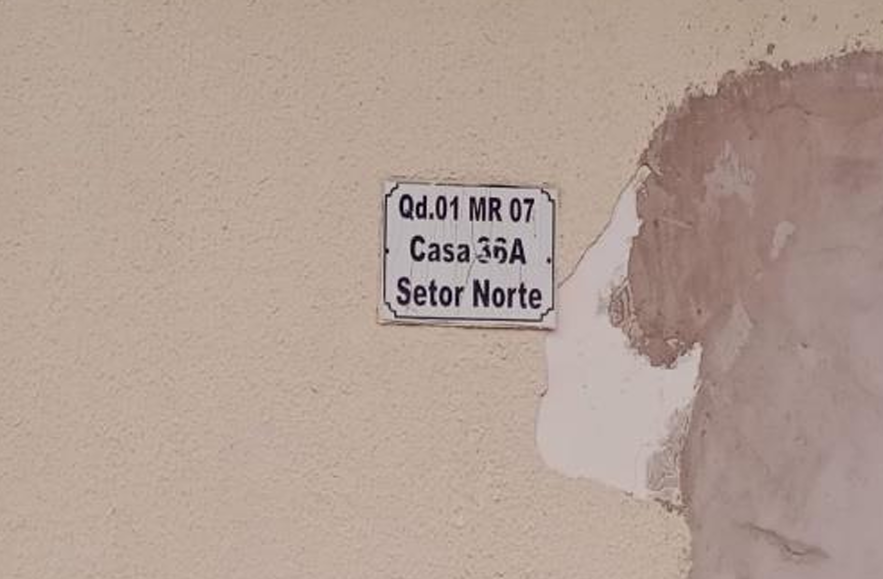 Qd.01 MR 07
Casa 36A
Setor Norte